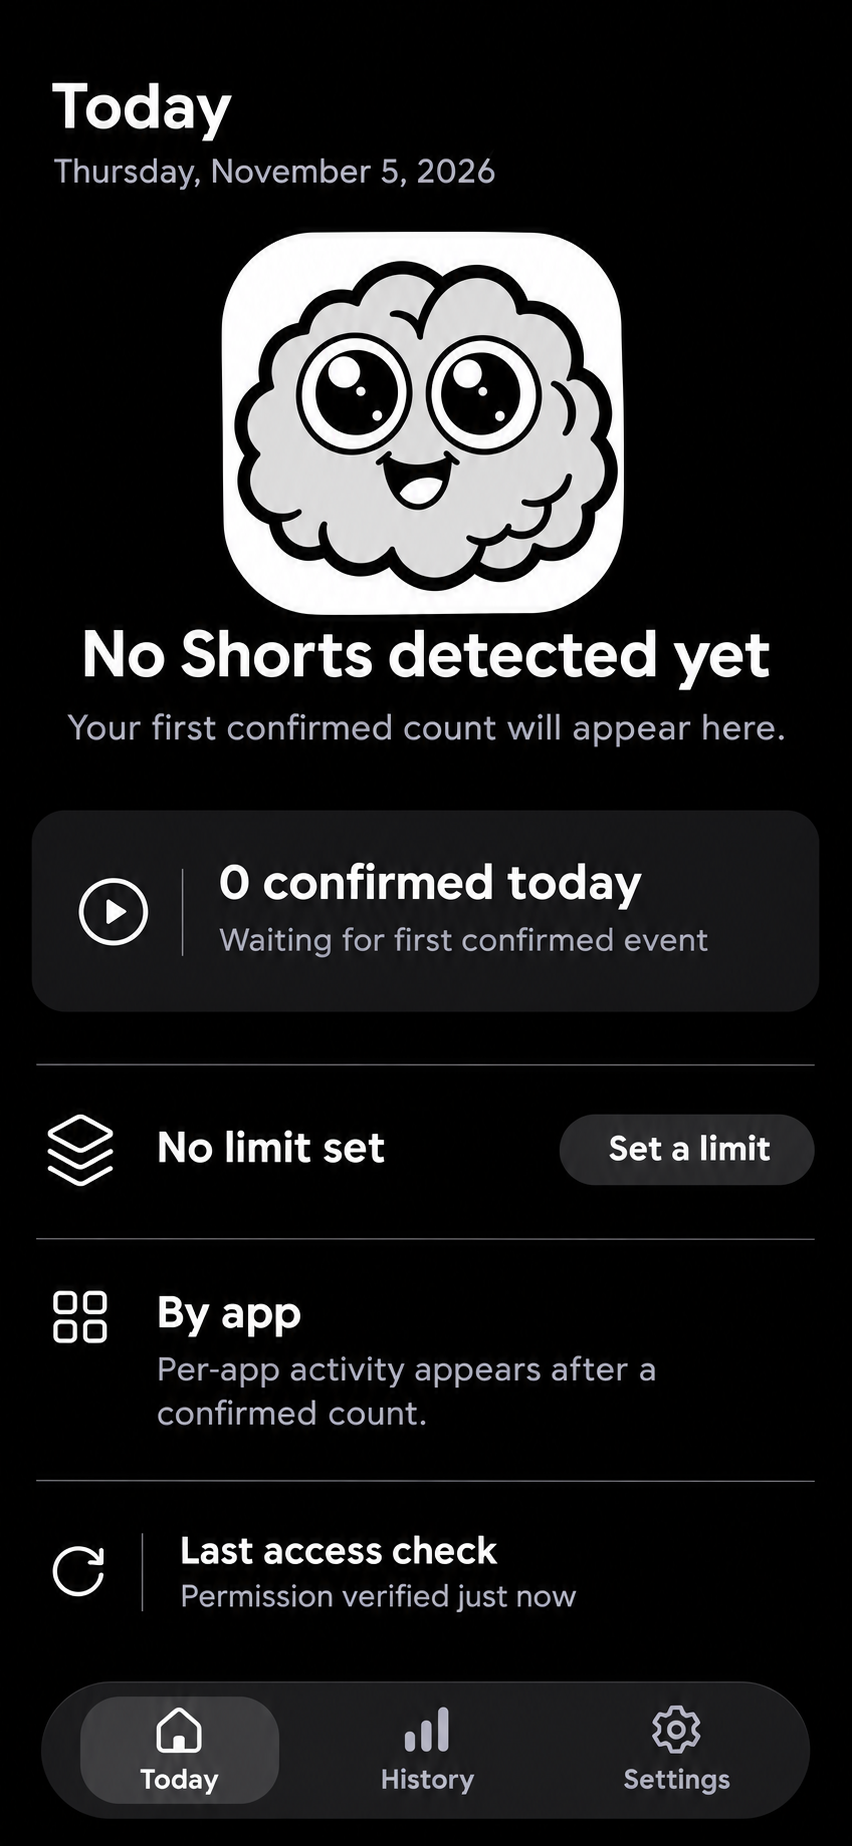 Today
Thursday, November 5, 2026
No Shorts detected yet
Your first confirmed count will appear here.
0 confirmed today
Waiting for first confirmed event
No limit set
Set a limit
By app
Per-app activity appears after a
confirmed count.
Last access check
Permission verified just now
Today
History
Settings